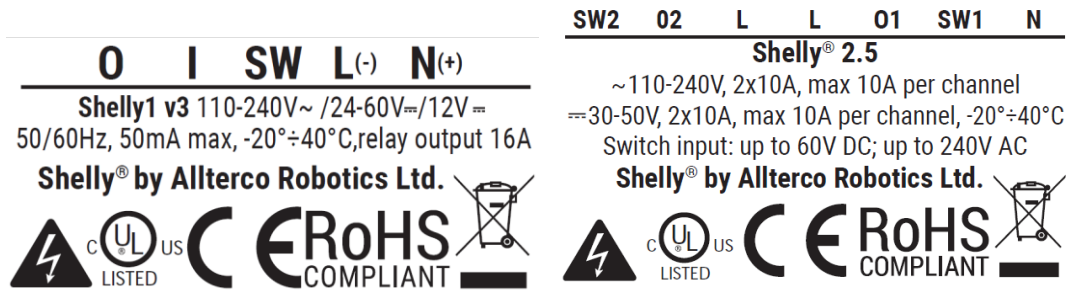 O I SW L(-) N(+)
Shelly1 v3 110-240V~ /24-60V⎓/12V⎓
50/60Hz, 50mA max, -20°÷40°C,relay output 16A
Shelly® by Allterco Robotics Ltd.
C UL® US CE RoHS
LISTED COMPLIANT
SW2 02 L L O1 SW1 N
Shelly® 2.5
~110-240V, 2x10A, max 10A per channel
⎓30-50V, 2x10A, max 10A per channel, -20°÷40°C
Switch input: up to 60V DC; up to 240V AC
Shelly® by Allterco Robotics Ltd.
C UL® US CE RoHS
LISTED COMPLIANT